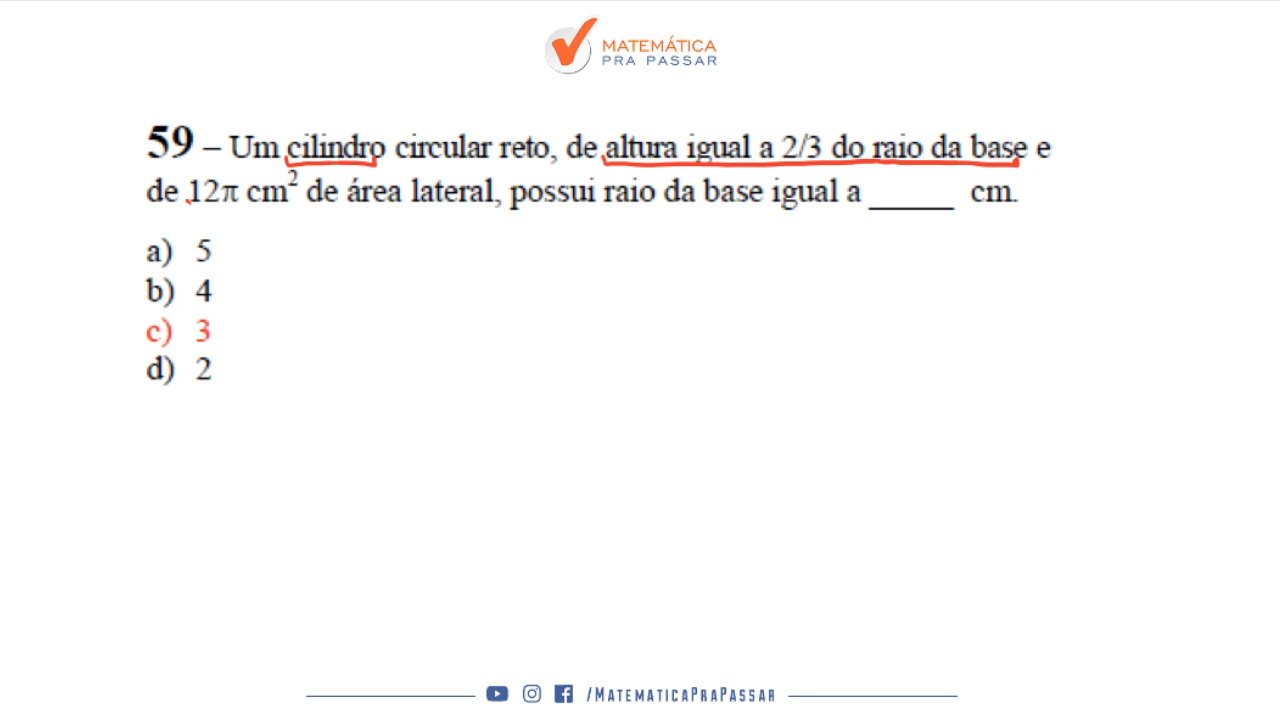 MATEMÁTICA
PRA PASSAR
59 – Um cilindro circular reto, de altura igual a 2/3 do raio da base e
de 12π cm² de área lateral, possui raio da base igual a ______ cm.
a) 5
b) 4
c) 3
d) 2
/MATEMATICAPRAPASSAR